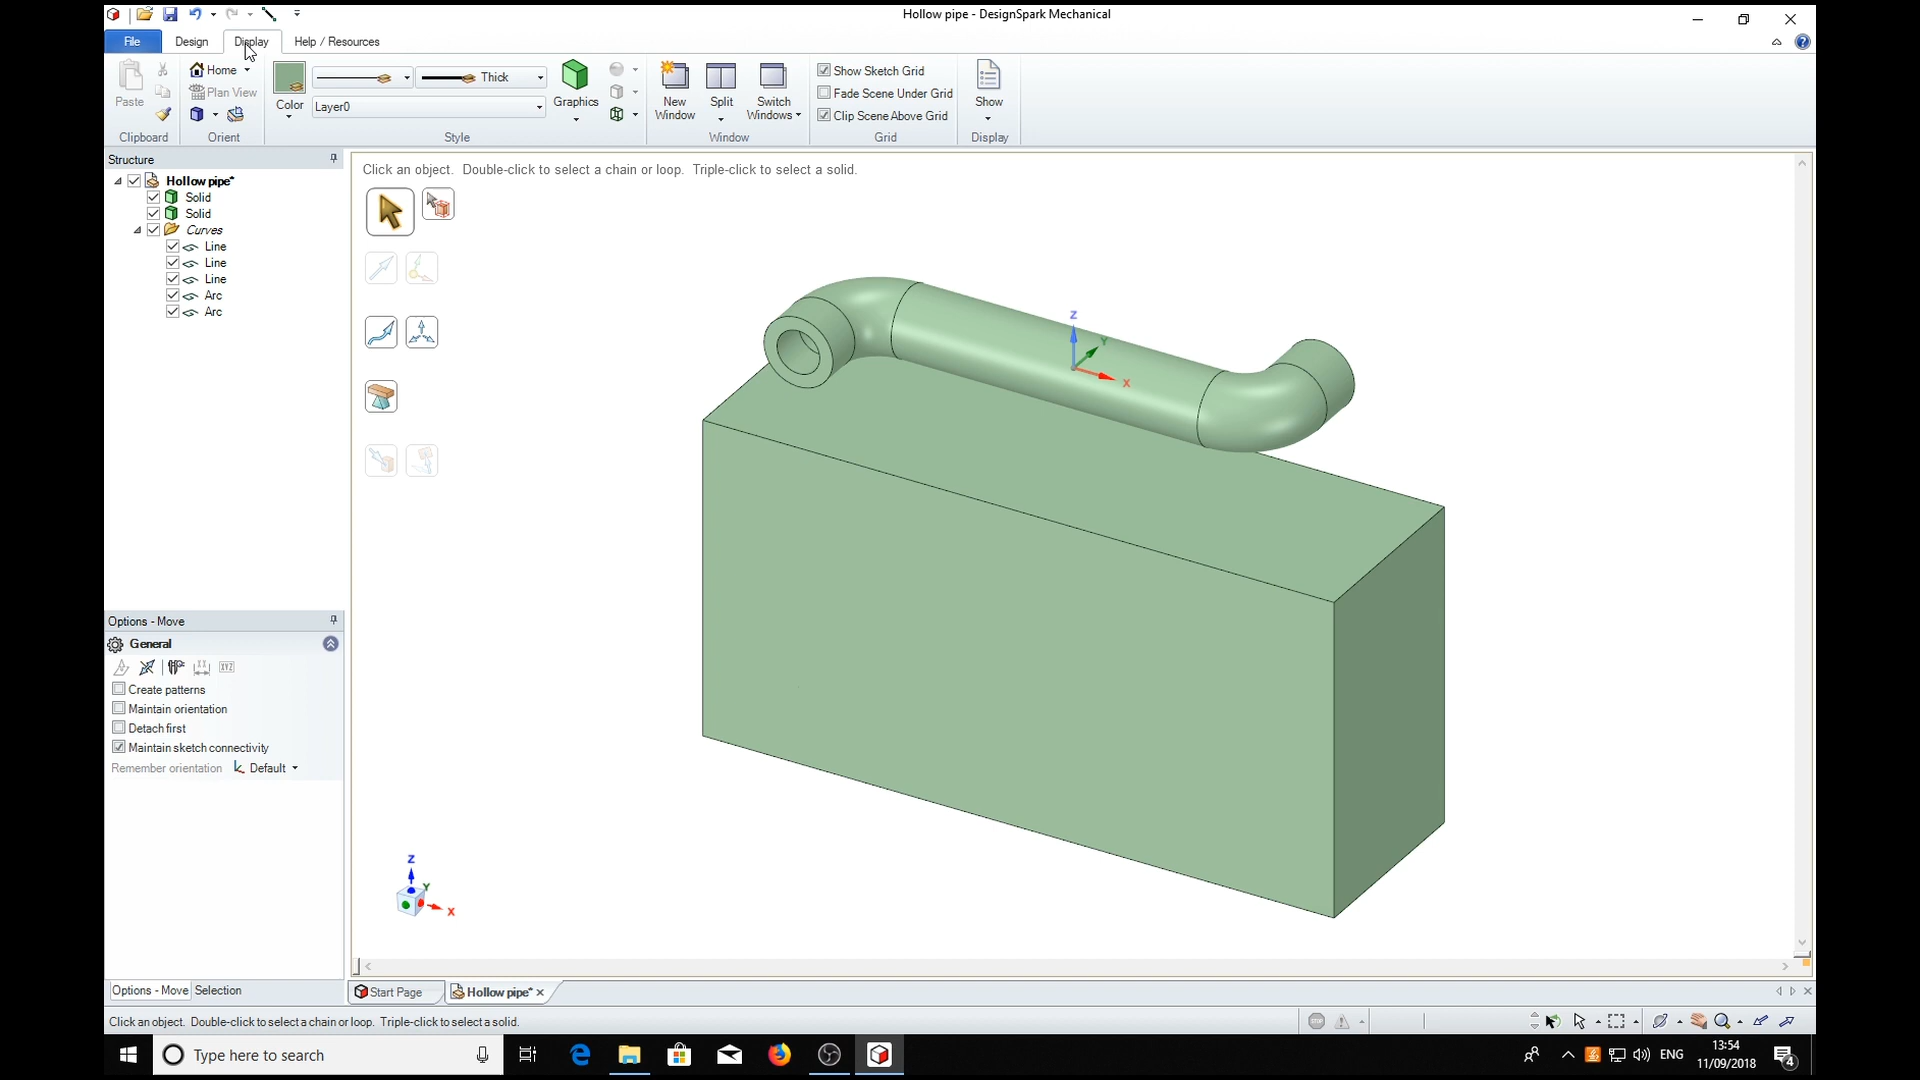 Hollow pipe - DesignSpark Mechanical
File Design Display Help / Resources
Paste
Home
Plan View
Color
Thick
Layer0
Graphics
New Window
Split
Switch Windows
Show Sketch Grid
Fade Scene Under Grid
Clip Scene Above Grid
Show
Clipboard Orient Style Window Grid Display
Structure
Hollow pipe*
Solid
Solid
Curves
Line
Line
Line
Arc
Arc
Click an object. Double-click to select a chain or loop. Triple-click to select a solid.
Z
Y
X
Options - Move
General
XYZ
Create patterns
Maintain orientation
Detach first
Maintain sketch connectivity
Remember orientation Default
Z
Y
X
Options - Move Selection
Start Page Hollow pipe*
Click an object. Double-click to select a chain or loop. Triple-click to select a solid.
Type here to search
ENG
13:54
11/09/2018
4